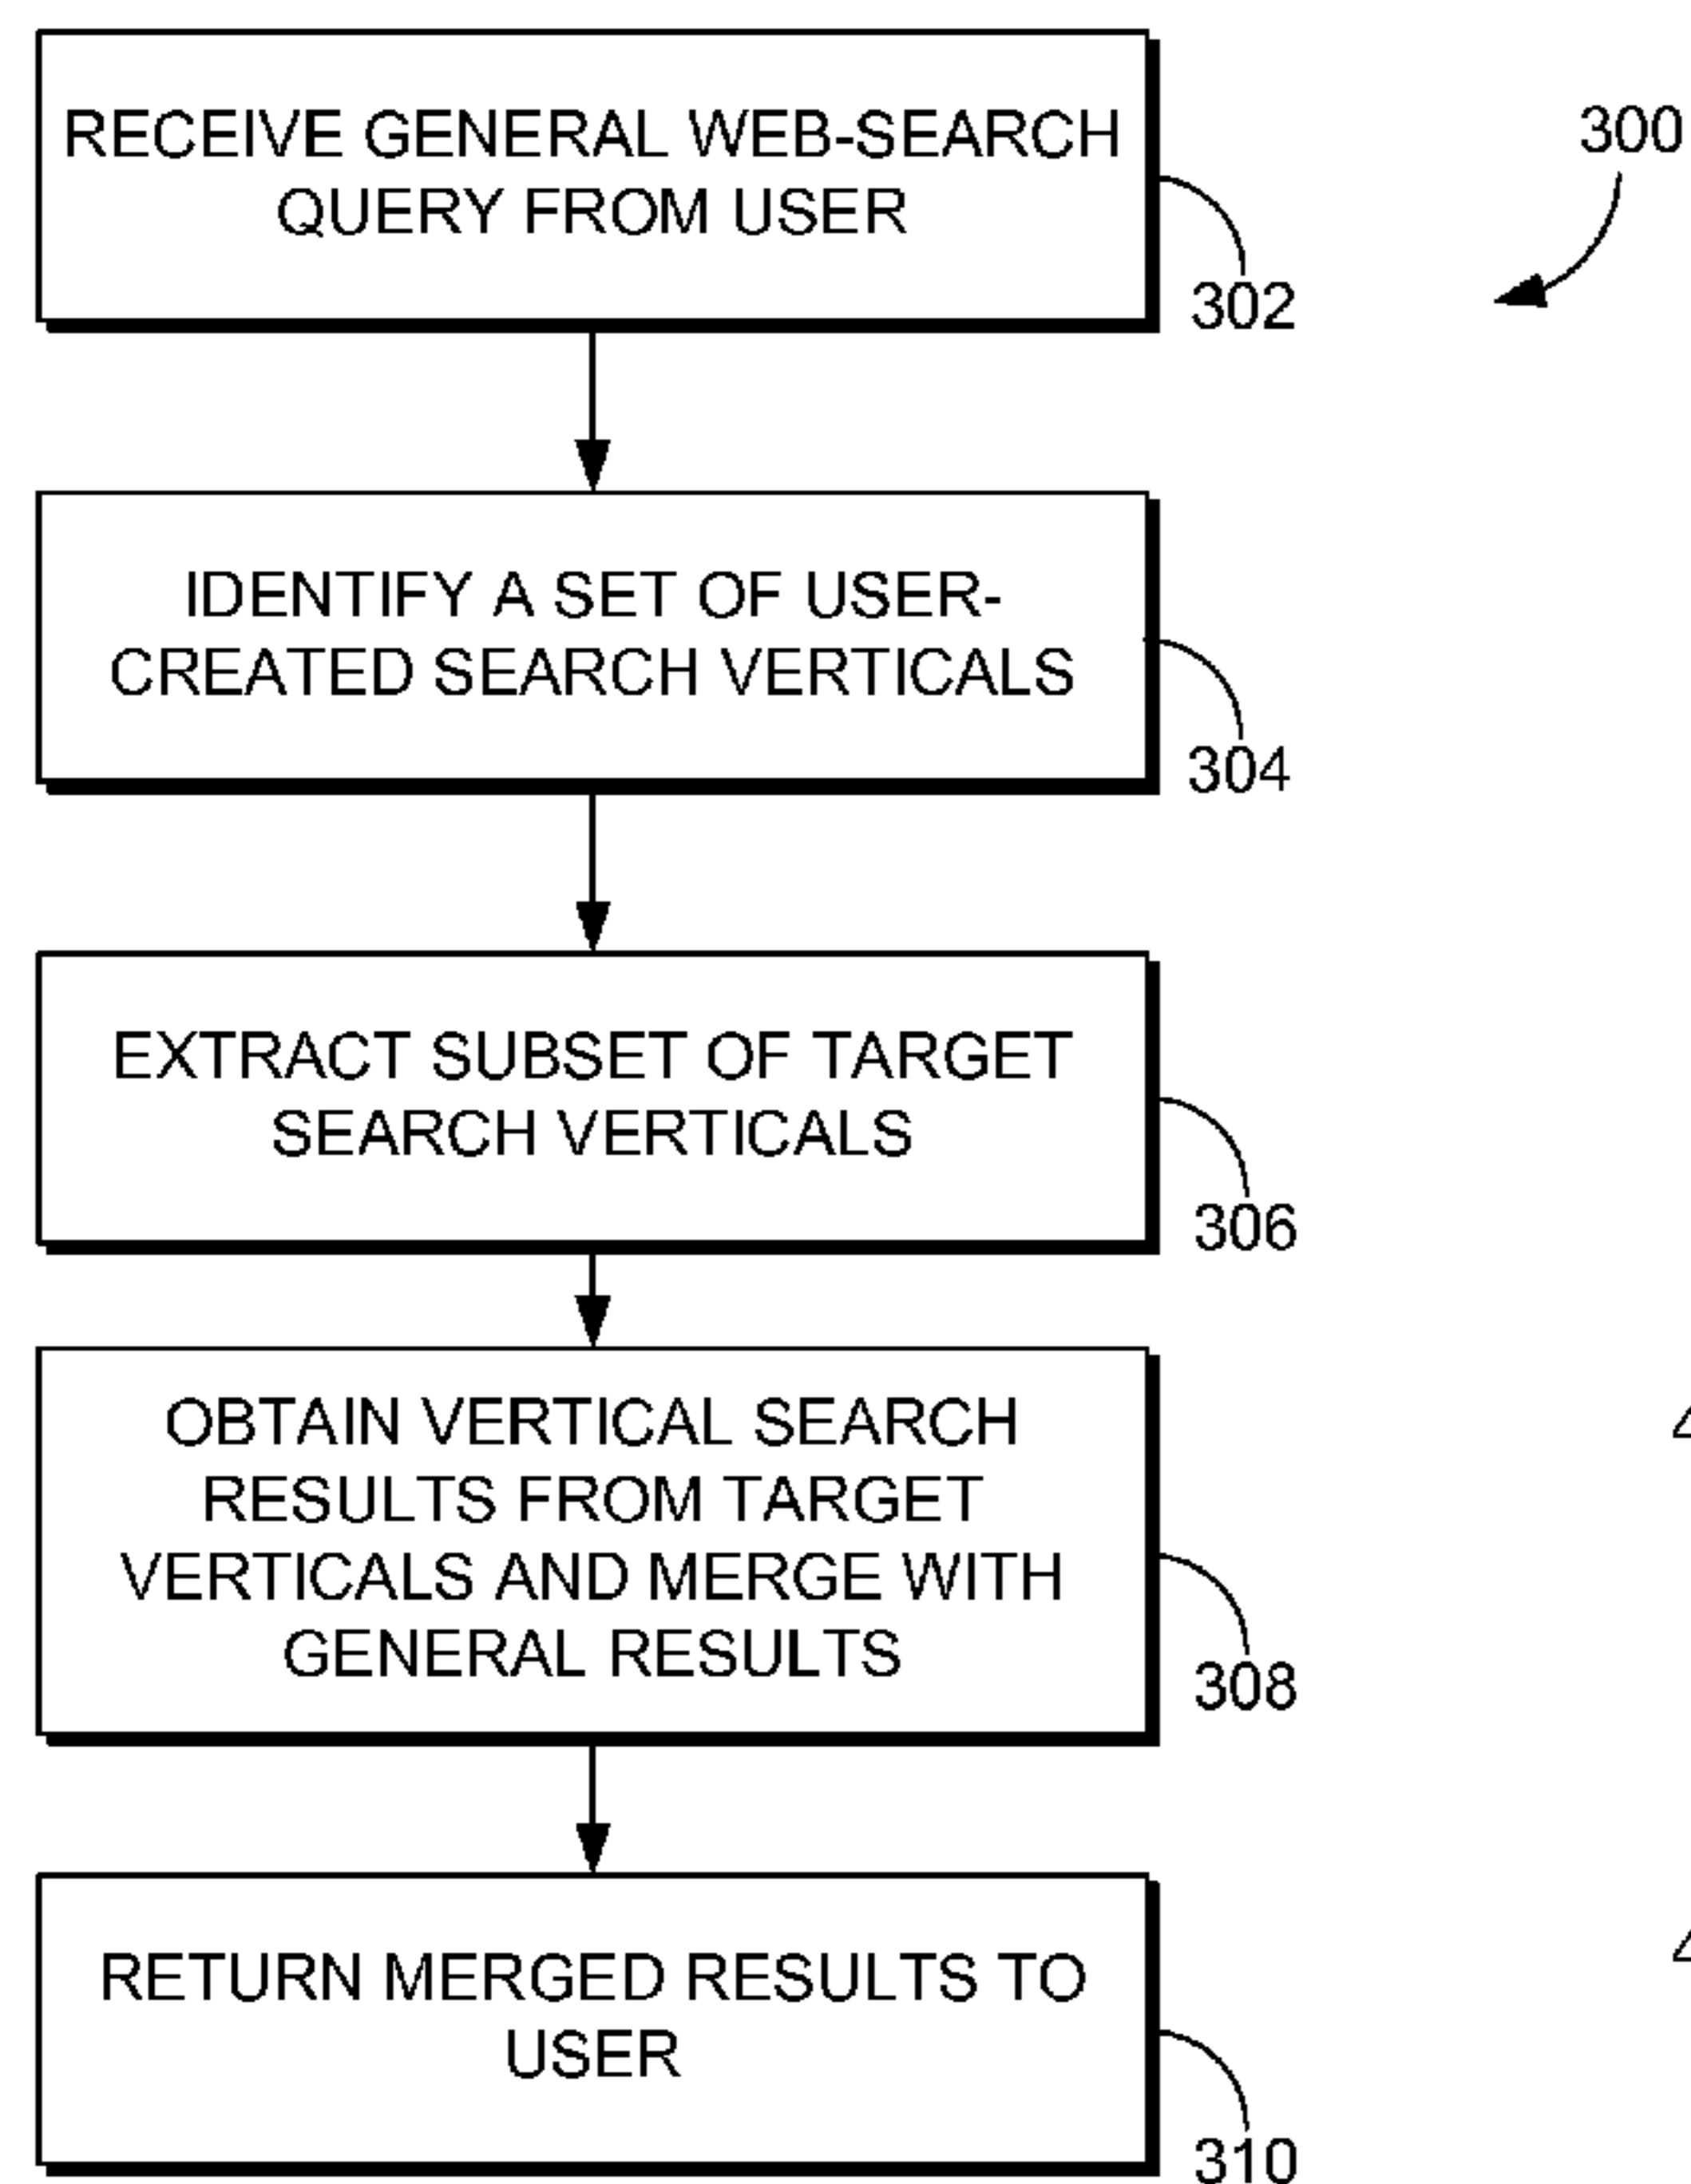 RECEIVE GENERAL WEB-SEARCH
QUERY FROM USER
300
302
IDENTIFY A SET OF USER-
CREATED SEARCH VERTICALS
304
EXTRACT SUBSET OF TARGET
SEARCH VERTICALS
306
OBTAIN VERTICAL SEARCH
RESULTS FROM TARGET
VERTICALS AND MERGE WITH
GENERAL RESULTS
308
RETURN MERGED RESULTS TO
USER
310